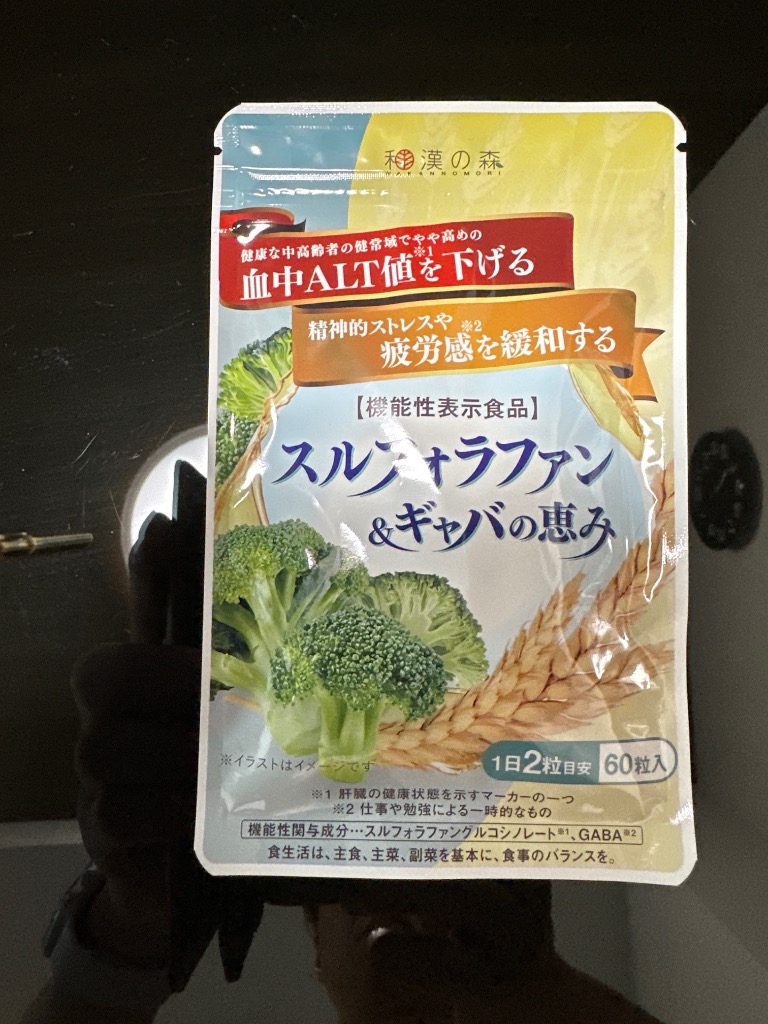 和漢の森
WAKANNOMORI
健康な中高齢者の健常域でやや高めの
血中ALT値※1を下げる
精神的ストレスや
疲労感※2を緩和する
【機能性表示食品】
スルフォラファン
&ギャバの恵み
※イラストはイメージです
1日2粒目安 60粒入
※1 肝臓の健康状態を示すマーカーの一つ
※2 仕事や勉強による一時的なもの
機能性関与成分…スルフォラファングルコシノレート※1、GABA※2
食生活は、主食、主菜、副菜を基本に、食事のバランスを。